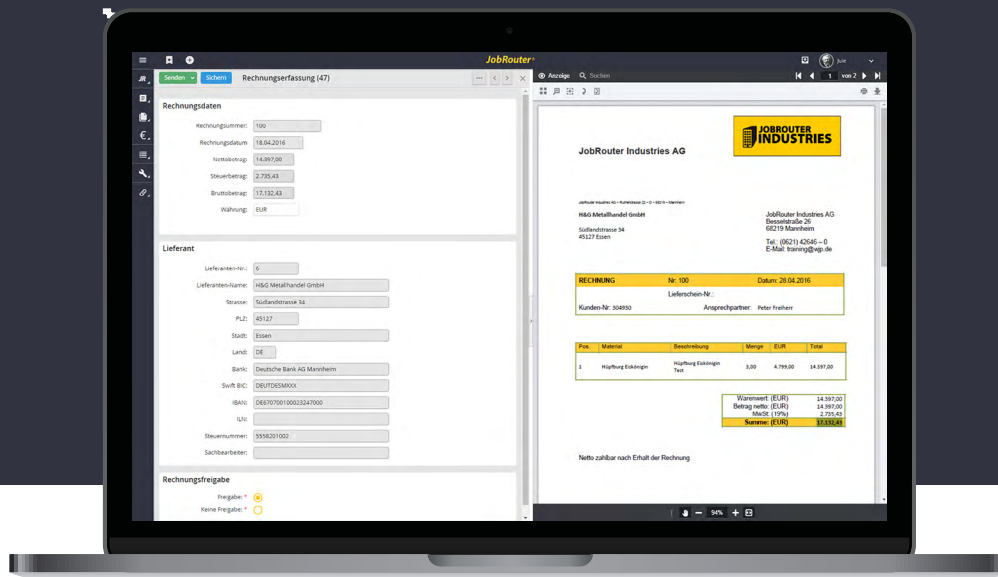 JobRouter
Jule
Senden
Sichern
Rechnungserfassung (47)
Anzeige
Suchen
1
von 2
Rechnungsdaten
Rechnungsummer:
100
Rechnungsdatum
18.04.2016
Nettobetrag:
14.397,00
Steuerbetrag:
2.735,43
Bruttobetrag:
17.132,43
Währung:
EUR
Lieferant
Lieferanten-Nr.:
6
Lieferanten-Name:
H&G Metallhandel GmbH
Strasse:
Südlandstrasse 34
PLZ:
45127
Stadt:
Essen
Land:
DE
Bank:
Deutsche Bank AG Mannheim
Swift BIC:
DEUTDESMXXX
IBAN:
DE670700100023247000
ILN:
Steuernummer:
5558201002
Sachbearbeiter:
Rechnungsfreigabe
Freigabe: *
Keine Freigabe: *
JobRouter Industries AG
JOBROUTER
INDUSTRIES
H&G Metallhandel GmbH
Südlandstrasse 34
45127 Essen
JobRouter Industries AG
Besselstraße 26
68219 Mannheim
Tel.: (0621) 42646 – 0
E-Mail: training@wjp.de
RECHNUNG
Nr: 100
Datum: 28.04.2016
Lieferschein-Nr.:
Kunden-Nr: 304930
Ansprechpartner: Peter Freiherr
Pos. Material Beschreibung Menge EUR Total
1 Hüpfburg Eiskönigin Hüpfburg Eiskönigin 3,00 4.799,00 14.397,00
Test
Warenwert: (EUR) 14.397,00
Betrag netto: (EUR) 14.397,00
MwSt: (19%) 2.735,43
Summe: (EUR) 17.132,43
Netto zahlbar nach Erhalt der Rechnung
94%